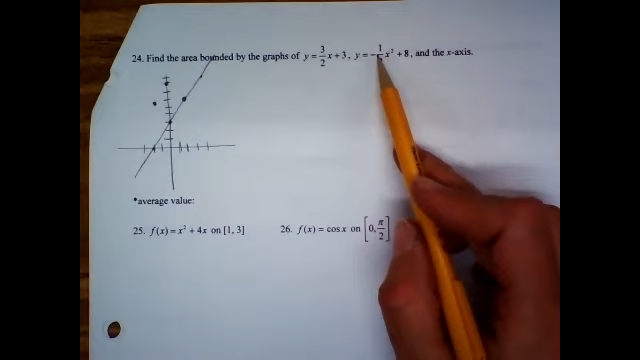 24. Find the area bounded by the graphs of y = 3/2 x + 3, y = − 1/ x² + 8, and the x-axis.
*average value:
25. f(x) = x² + 4x on [1, 3]
26. f(x) = cos x on [0, π/2]